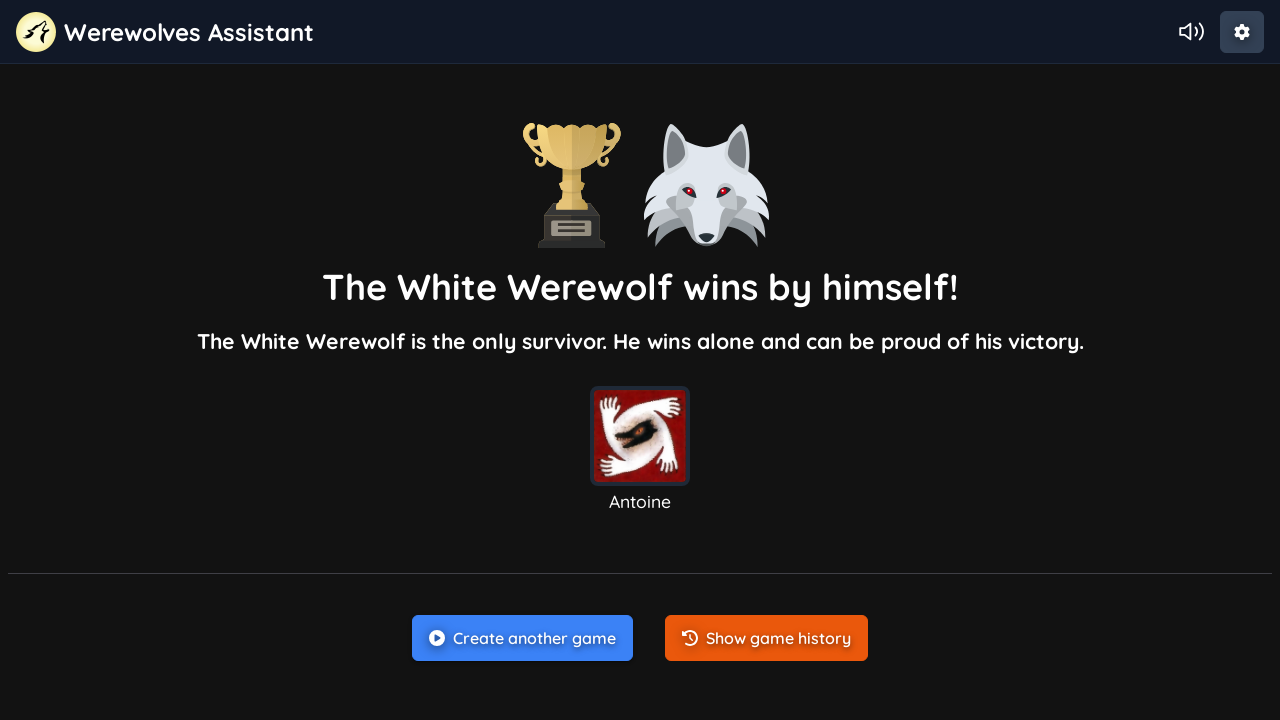 Werewolves Assistant
The White Werewolf wins by himself!
The White Werewolf is the only survivor. He wins alone and can be proud of his victory.
Antoine
Create another game
Show game history